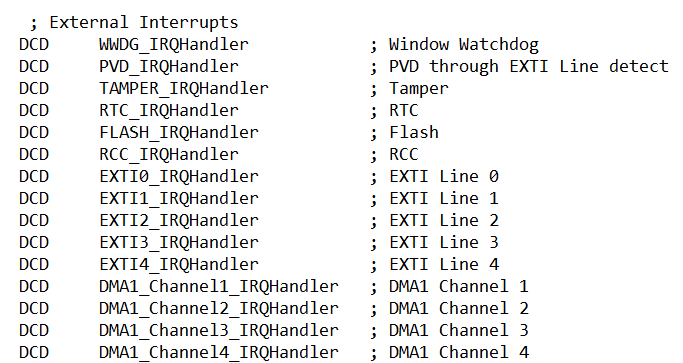 ; External Interrupts
DCD     WWDG_IRQHandler            ; Window Watchdog
DCD     PVD_IRQHandler             ; PVD through EXTI Line detect
DCD     TAMPER_IRQHandler          ; Tamper
DCD     RTC_IRQHandler             ; RTC
DCD     FLASH_IRQHandler           ; Flash
DCD     RCC_IRQHandler             ; RCC
DCD     EXTI0_IRQHandler           ; EXTI Line 0
DCD     EXTI1_IRQHandler           ; EXTI Line 1
DCD     EXTI2_IRQHandler           ; EXTI Line 2
DCD     EXTI3_IRQHandler           ; EXTI Line 3
DCD     EXTI4_IRQHandler           ; EXTI Line 4
DCD     DMA1_Channel1_IRQHandler   ; DMA1 Channel 1
DCD     DMA1_Channel2_IRQHandler   ; DMA1 Channel 2
DCD     DMA1_Channel3_IRQHandler   ; DMA1 Channel 3
DCD     DMA1_Channel4_IRQHandler   ; DMA1 Channel 4